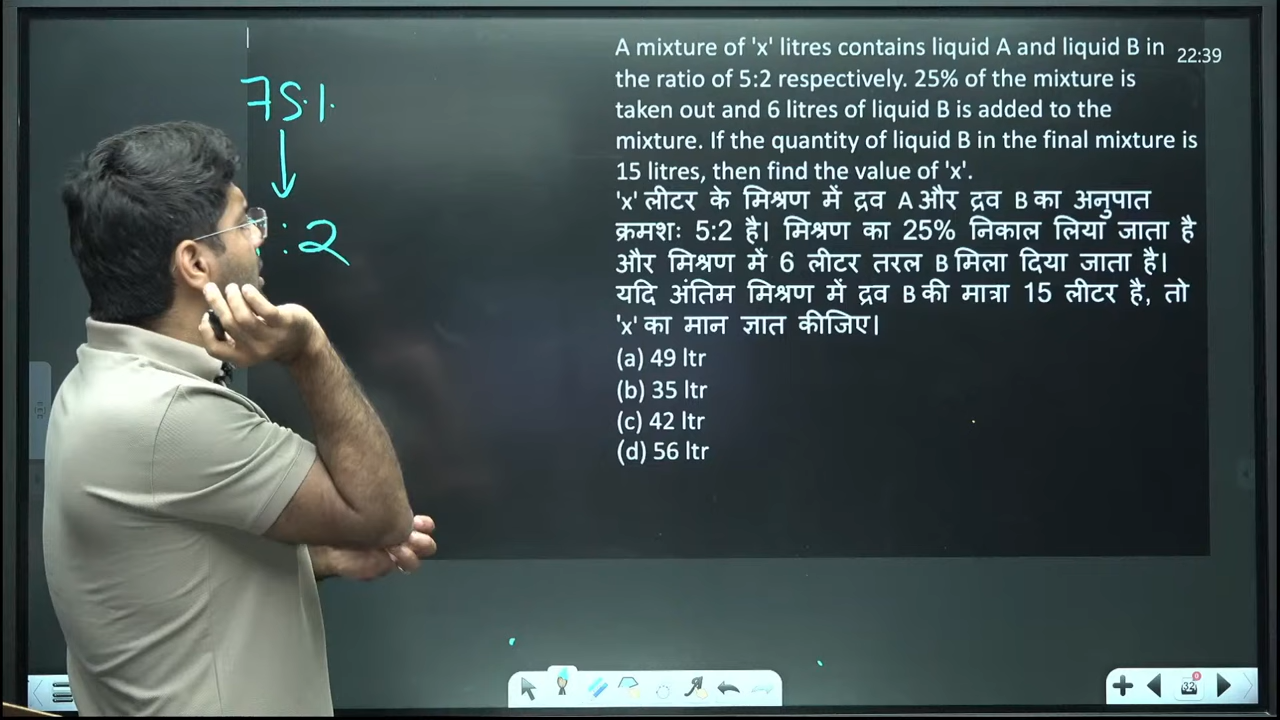 A mixture of 'x' litres contains liquid A and liquid B in
22:39
the ratio of 5:2 respectively. 25% of the mixture is
taken out and 6 litres of liquid B is added to the
mixture. If the quantity of liquid B in the final mixture is
15 litres, then find the value of 'x'.
'x' लीटर के मिश्रण में द्रव A और द्रव B का अनुपात
क्रमशः 5:2 है। मिश्रण का 25% निकाल लिया जाता है
और मिश्रण में 6 लीटर तरल B मिला दिया जाता है।
यदि अंतिम मिश्रण में द्रव B की मात्रा 15 लीटर है, तो
'x' का मान ज्ञात कीजिए।
(a) 49 ltr
(b) 35 ltr
(c) 42 ltr
(d) 56 ltr
75%
:2
32